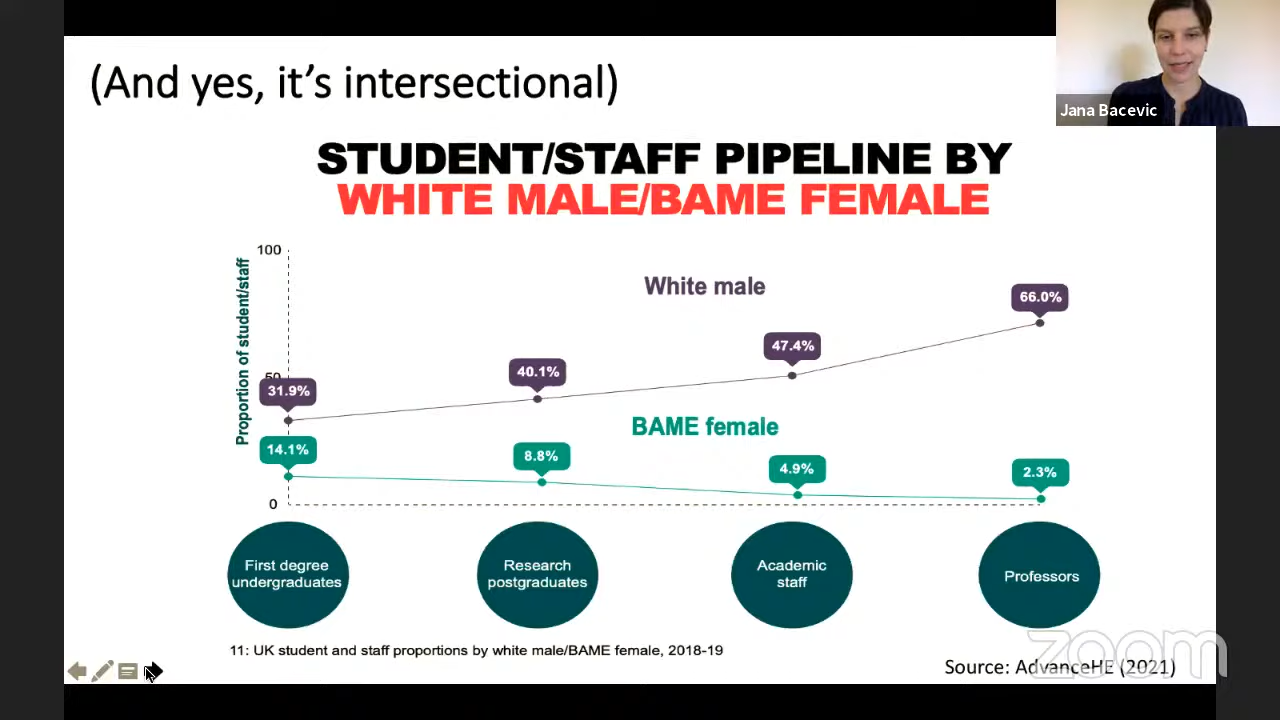 (And yes, it's intersectional)
Jana Bacevic
STUDENT/STAFF PIPELINE BY
WHITE MALE/BAME FEMALE
Proportion of student/staff
100
50
0
White male
31.9%
40.1%
47.4%
66.0%
BAME female
14.1%
8.8%
4.9%
2.3%
First degree
undergraduates
Research
postgraduates
Academic
staff
Professors
11: UK student and staff proportions by white male/BAME female, 2018-19
Source: AdvanceHE (2021)
zoom